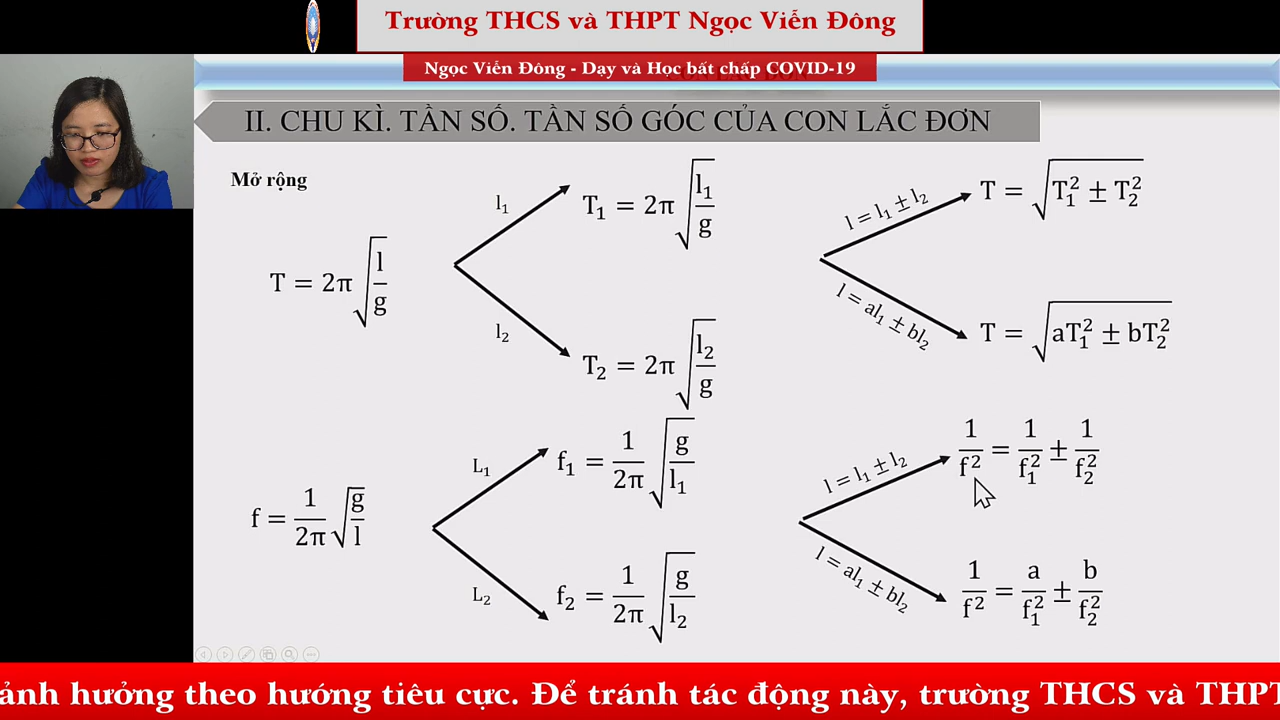 Trường THCS và THPT Ngọc Viễn Đông
Ngọc Viễn Đông - Dạy và Học bất chấp COVID-19
II. CHU KÌ. TẦN SỐ. TẦN SỐ GÓC CỦA CON LẮC ĐƠN
Mở rộng
T = 2π√(l/g)
l₁
T₁ = 2π√(l₁/g)
l₂
T₂ = 2π√(l₂/g)
l = l₁ ± l₂
T = √(T₁² ± T₂²)
l = al₁ ± bl₂
T = √(aT₁² ± bT₂²)
f = 1/2π √(g/l)
L₁
f₁ = 1/2π √(g/l₁)
L₂
f₂ = 1/2π √(g/l₂)
l = l₁ ± l₂
1/f² = 1/f₁² ± 1/f₂²
l = al₁ ± bl₂
1/f² = a/f₁² ± b/f₂²
ảnh hưởng theo hướng tiêu cực. Để tránh tác động này, trường THCS và THPT